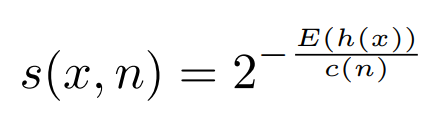 s(x, n) = 2^{-\frac{E(h(x))}{c(n)}}